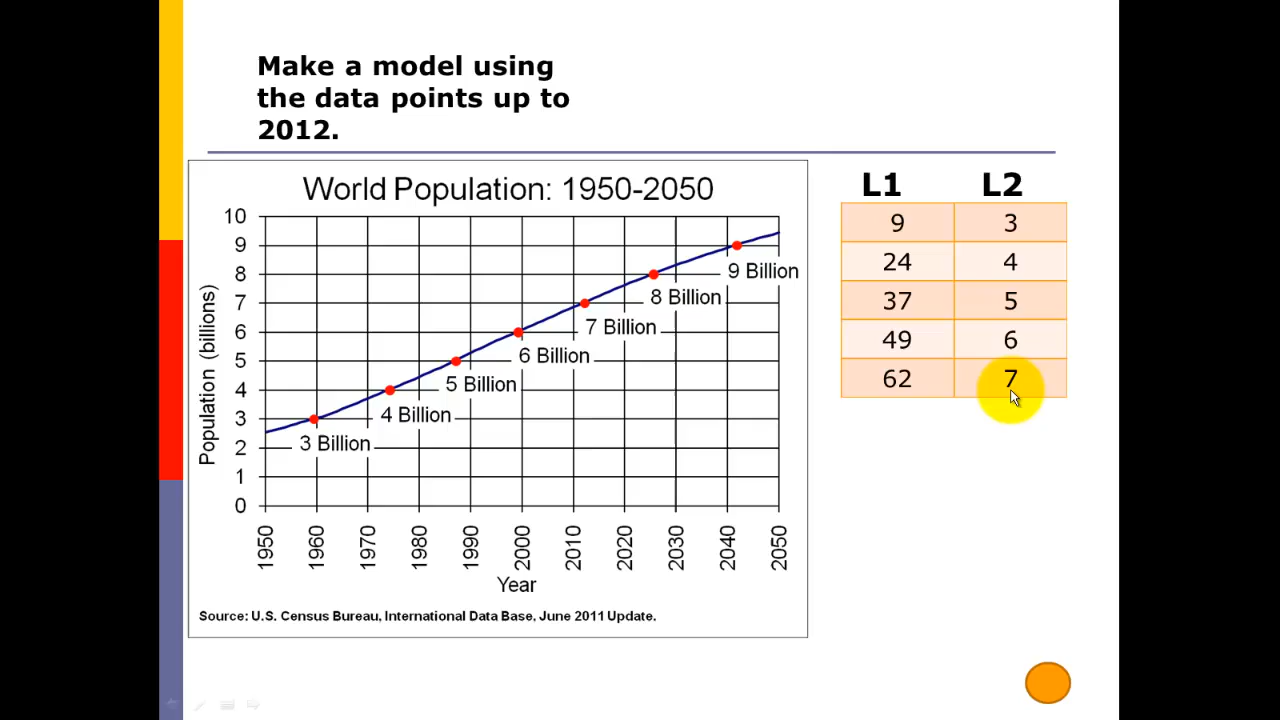 Make a model using
the data points up to
2012.
World Population: 1950-2050
Population (billions)
10
9
8
7
6
5
4
3
2
1
0
9 Billion
8 Billion
7 Billion
6 Billion
5 Billion
4 Billion
3 Billion
1950 1960 1970 1980 1990 2000 2010 2020 2030 2040 2050
Year
Source: U.S. Census Bureau, International Data Base, June 2011 Update.
L1 L2
9 3
24 4
37 5
49 6
62 7